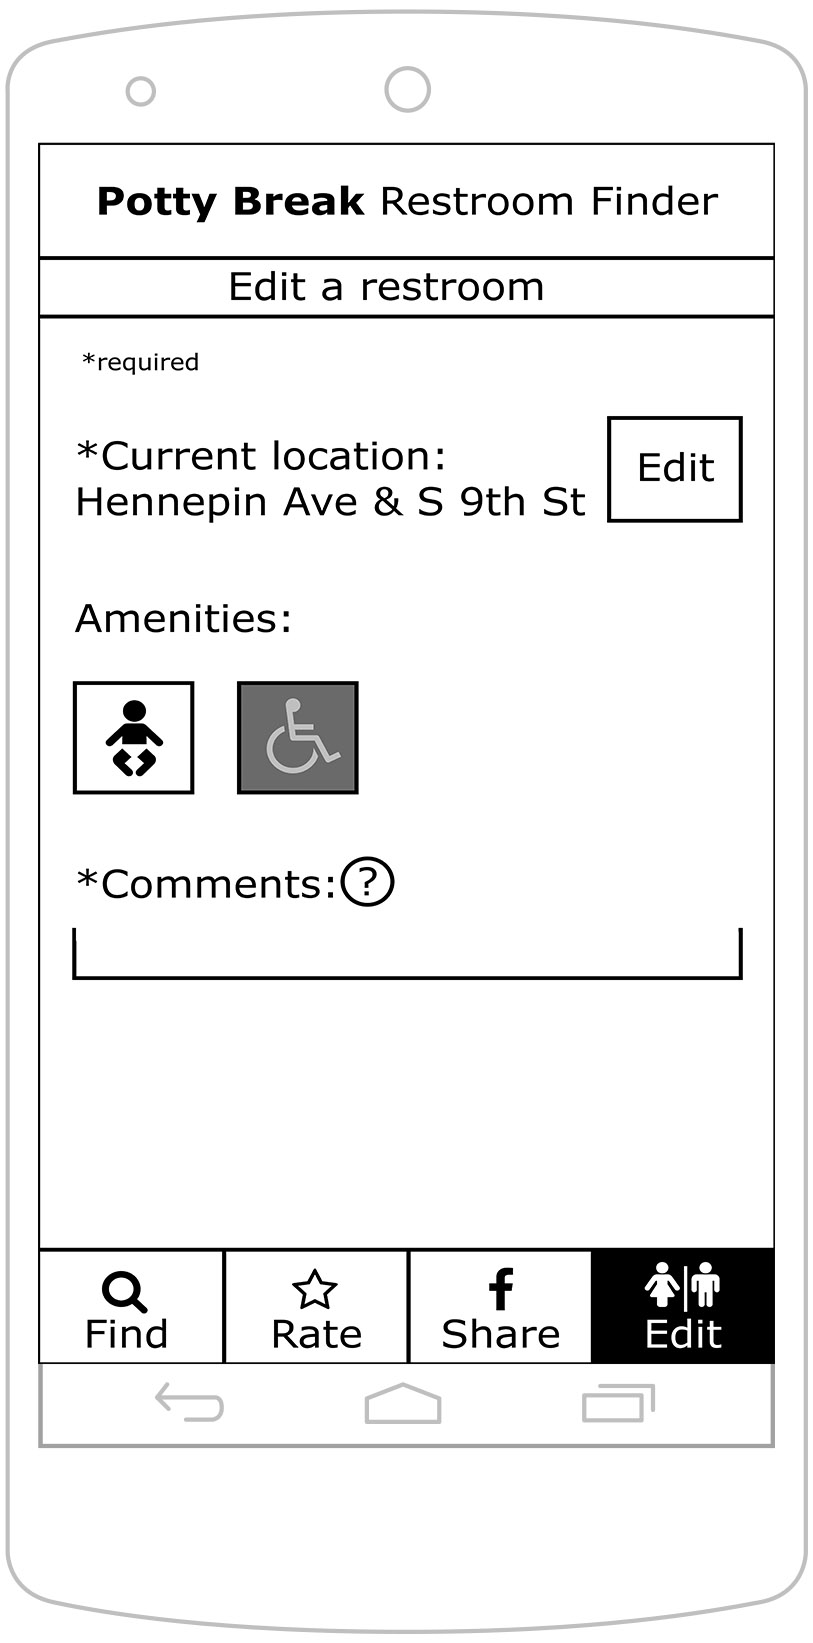 Potty Break Restroom Finder
Edit a restroom
*required
*Current location:
Hennepin Ave & S 9th St
Edit
Amenities:
*Comments: ?
Find
Rate
Share
Edit